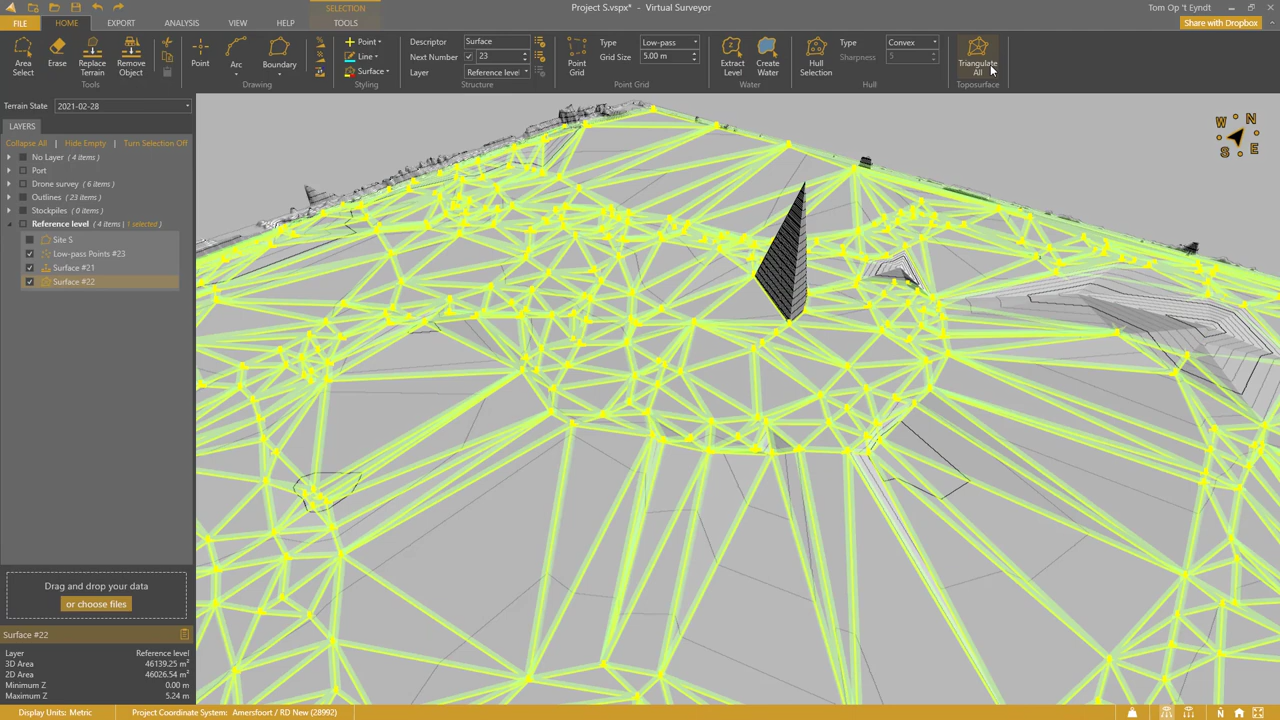 SELECTION
Project S.vspx* - Virtual Surveyor
Tom Op 't Eyndt
FILE HOME EXPORT ANALYSIS VIEW HELP TOOLS
Share with Dropbox
Area Select
Erase
Replace Terrain
Remove Object
Tools
Point
Arc
Boundary
Drawing
Point
Line
Surface
Styling
Descriptor Surface
Next Number 23
Layer Reference level
Structure
Point Grid
Type Low-pass
Grid Size 5.00 m
Point Grid
Extract Level
Create Water
Water
Hull Selection
Type Convex
Sharpness 5
Hull
Triangulate All
Toposurface
Terrain State 2021-02-28
LAYERS
Collapse All Hide Empty Turn Selection Off
No Layer (4 items)
Port
Drone survey (6 items)
Outlines (23 items)
Stockpiles (0 items)
Reference level (4 items | 1 selected)
Site S
Low-pass Points #23
Surface #21
Surface #22
W N
S E
Drag and drop your data
or choose files
Surface #22
Layer Reference level
3D Area 46139.25 m²
2D Area 46026.54 m²
Minimum Z 0.00 m
Maximum Z 5.24 m
Display Units: Metric Project Coordinate System: Amersfoort / RD New (28992)
N